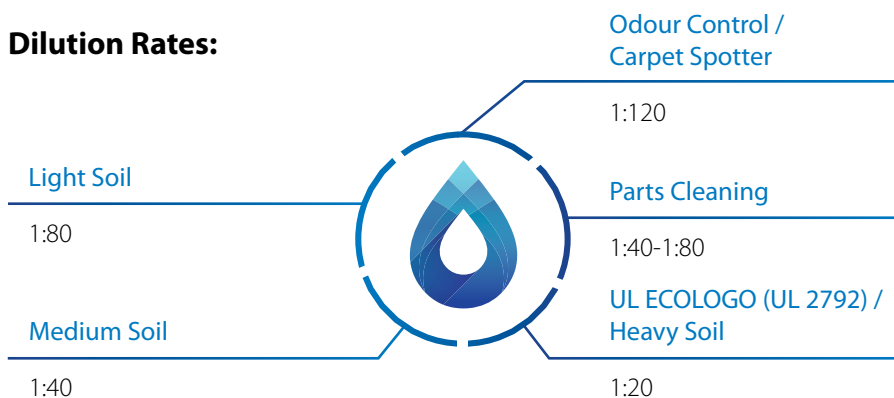 Dilution Rates:
Odour Control /
Carpet Spotter
1:120
Light Soil
1:80
Parts Cleaning
1:40-1:80
Medium Soil
1:40
UL ECOLOGO (UL 2792) /
Heavy Soil
1:20